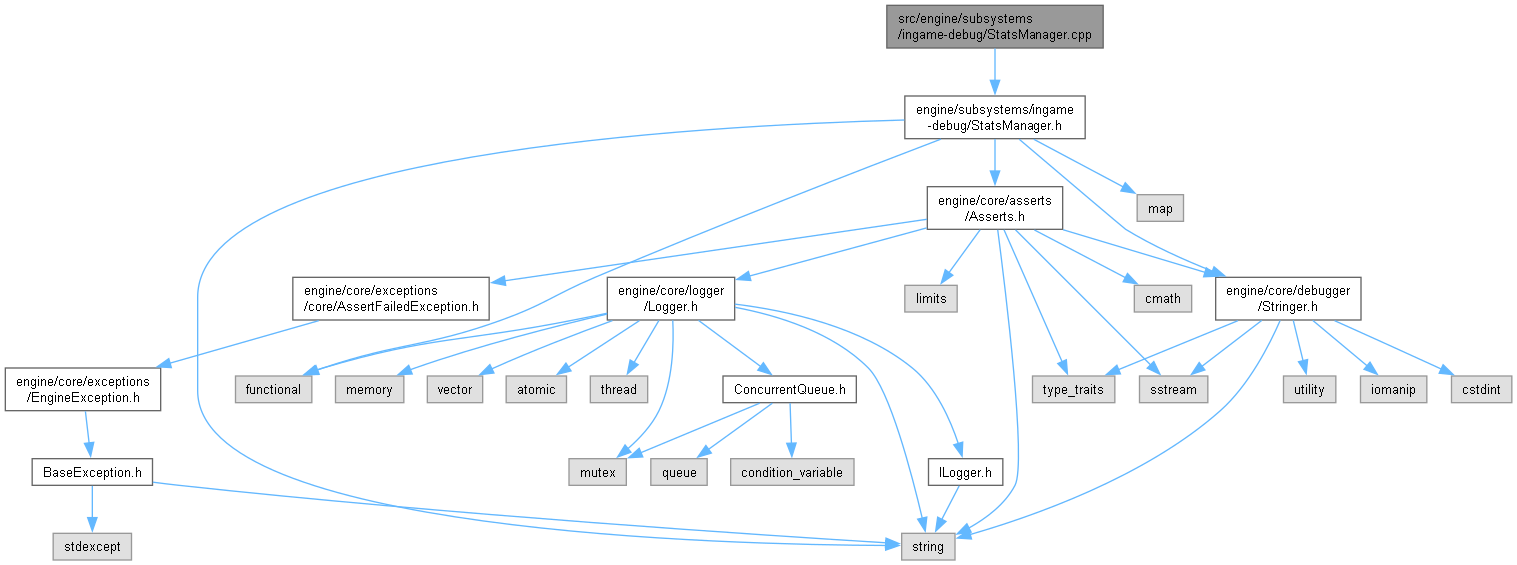 src/engine/subsystems
/ingame-debug/StatsManager.cpp
engine/subsystems/ingame
-debug/StatsManager.h
engine/core/asserts
/Asserts.h
map
engine/core/exceptions
/core/AssertFailedException.h
engine/core/logger
/Logger.h
limits
cmath
engine/core/debugger
/Stringer.h
engine/core/exceptions
/EngineException.h
functional
memory
vector
atomic
thread
ConcurrentQueue.h
type_traits
sstream
utility
iomanip
cstdint
BaseException.h
mutex
queue
condition_variable
ILogger.h
stdexcept
string